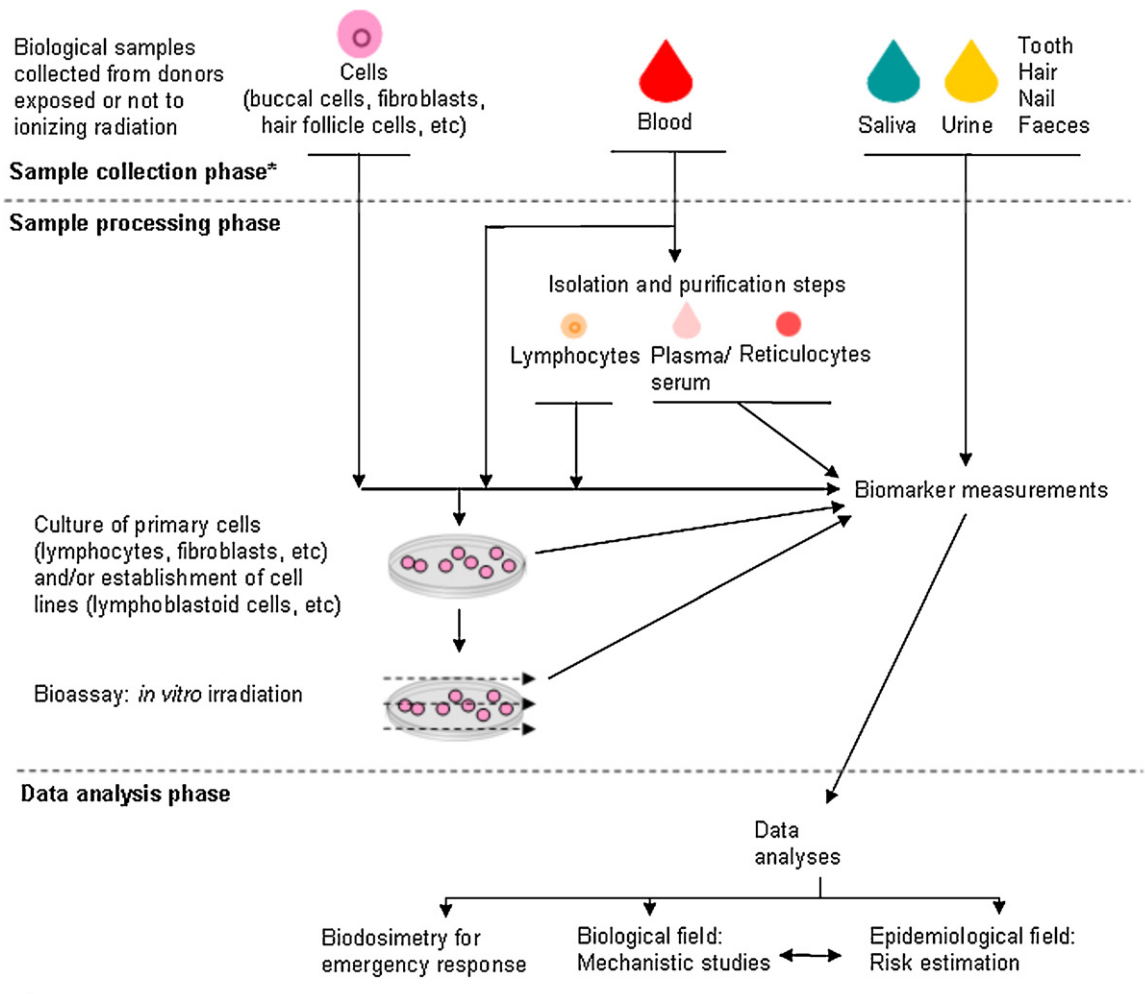 Biological samples
collected from donors
exposed or not to
ionizing radiation
Cells
(buccal cells, fibroblasts,
hair follicle cells, etc)
Blood
Saliva
Urine
Tooth
Hair
Nail
Faeces
Sample collection phase*
Sample processing phase
Isolation and purification steps
Lymphocytes
Plasma/
serum
Reticulocytes
Biomarker measurements
Culture of primary cells
(lymphocytes, fibroblasts, etc)
and/or establishment of cell
lines (lymphoblastoid cells, etc)
Bioassay: in vitro irradiation
Data analysis phase
Data
analyses
Biodosimetry for
emergency response
Biological field:
Mechanistic studies
Epidemiological field:
Risk estimation